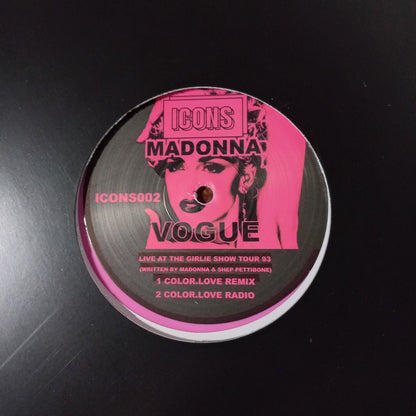 ICONS
MADONNA
ICONS002
VOGUE
LIVE AT THE GIRLIE SHOW TOUR 93
(WRITTEN BY MADONNA & SHEP PETTIBONE)
1 COLOR.LOVE REMIX
2 COLOR.LOVE RADIO